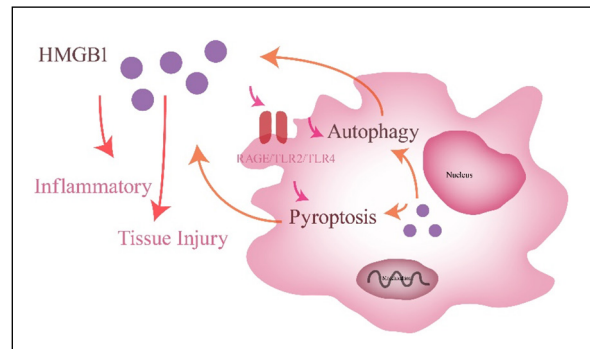 HMGB1
RAGE/TLR2/TLR4
Autophagy
Nucleus
Inflammatory
Pyroptosis
Tissue Injury